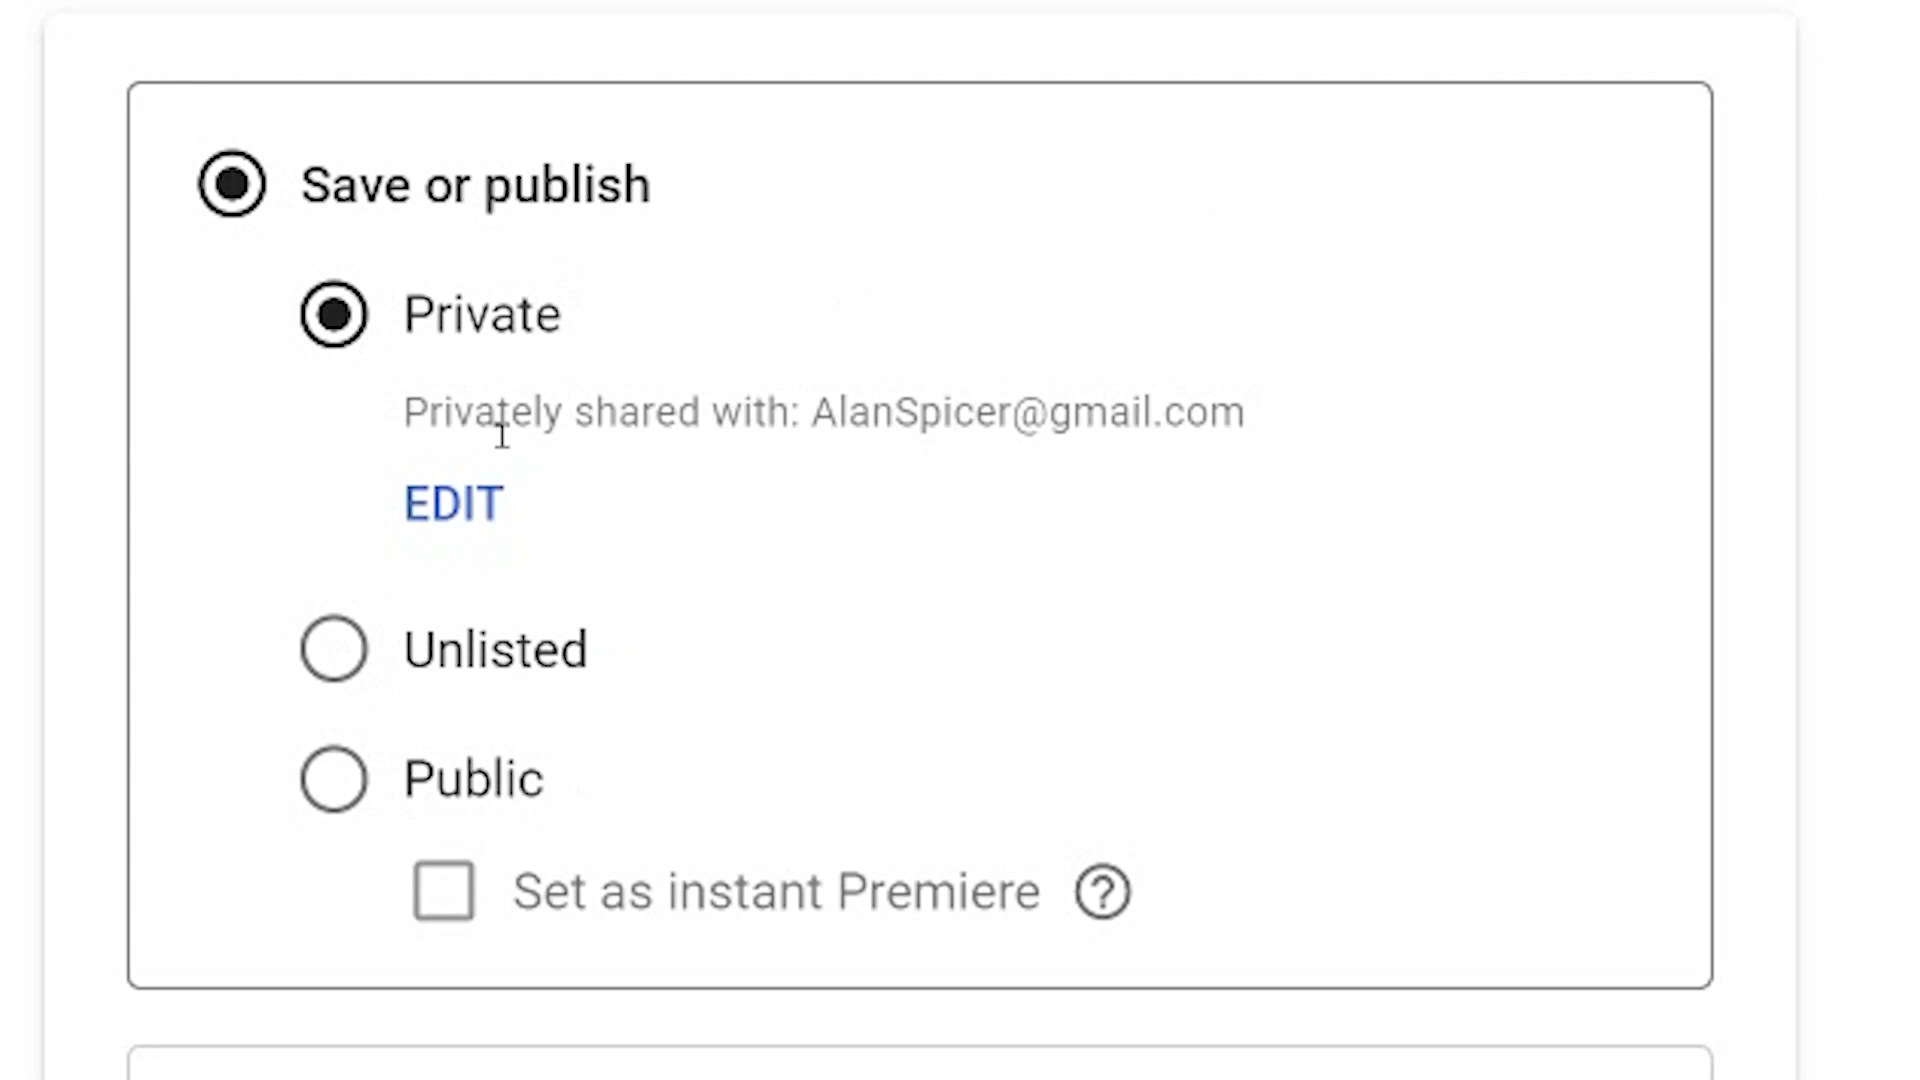 Save or publish
Private
Privately shared with: AlanSpicer@gmail.com
EDIT
Unlisted
Public
Set as instant Premiere ?